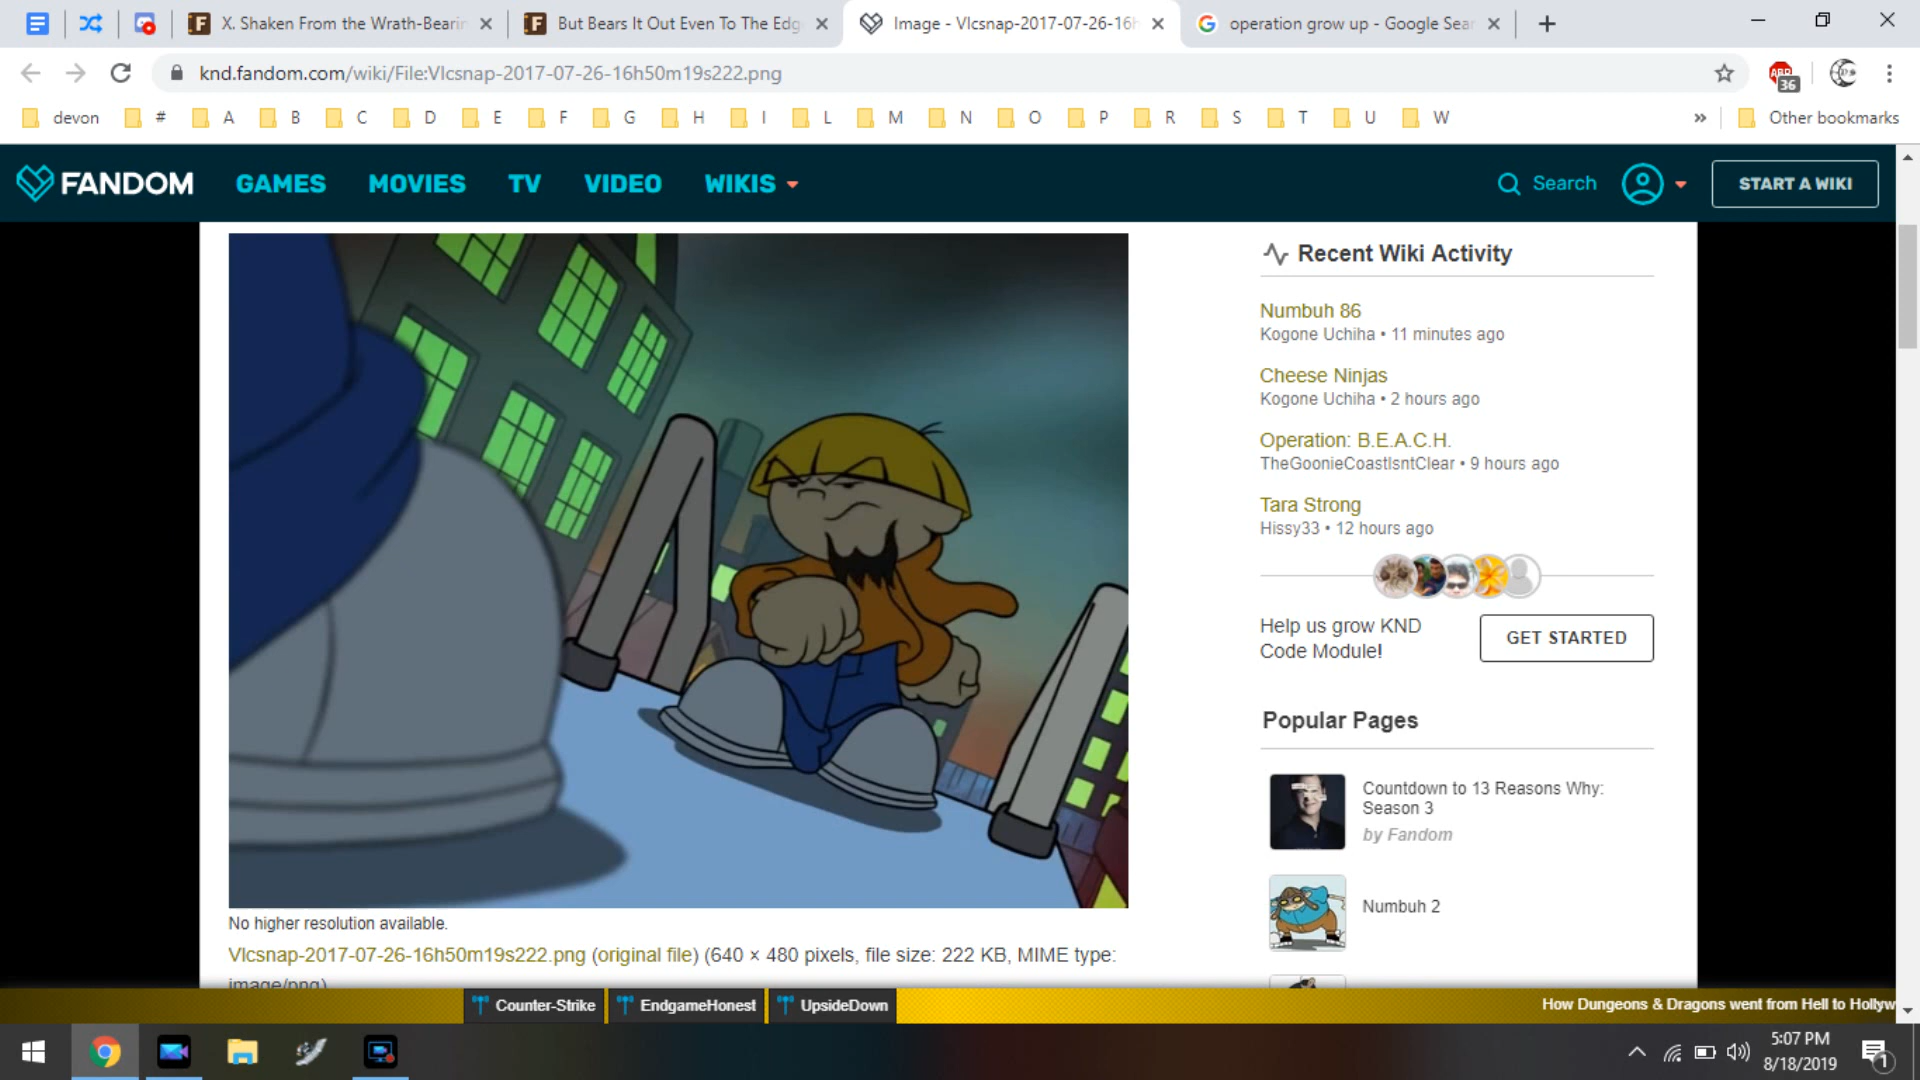 X. Shaken From the Wrath-Bearin
But Bears It Out Even To The Edg
Image - Vlcsnap-2017-07-26-16h
operation grow up - Google Sear
knd.fandom.com/wiki/File:Vlcsnap-2017-07-26-16h50m19s222.png
ABP
36
devon
#
A
B
C
D
E
F
G
H
I
L
M
N
O
P
R
S
T
U
W
»
Other bookmarks
FANDOM
GAMES
MOVIES
TV
VIDEO
WIKIS
Search
START A WIKI
Recent Wiki Activity
Numbuh 86
Kogone Uchiha • 11 minutes ago
Cheese Ninjas
Kogone Uchiha • 2 hours ago
Operation: B.E.A.C.H.
TheGoonieCoastIsntClear • 9 hours ago
Tara Strong
Hissy33 • 12 hours ago
Help us grow KND
Code Module!
GET STARTED
Popular Pages
Countdown to 13 Reasons Why:
Season 3
by Fandom
Numbuh 2
No higher resolution available.
Vlcsnap-2017-07-26-16h50m19s222.png (original file) (640 × 480 pixels, file size: 222 KB, MIME type:
image/png)
Counter-Strike
EndgameHonest
UpsideDown
How Dungeons & Dragons went from Hell to Hollyw
5:07 PM
8/18/2019
1